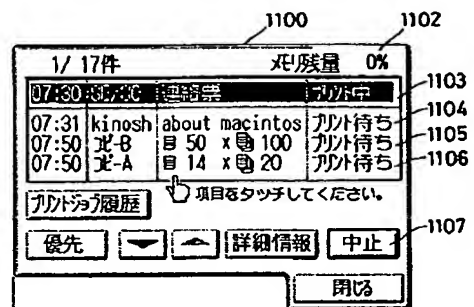 1100
1102
1/ 17件 メモリ残量 0%
1103
07:30 連絡票 プリント中
1104
07:31 kinosh about macintos プリント待ち
1105
07:50 コピーB 50 x 100 プリント待ち
1106
07:50 コピーA 14 x 20 プリント待ち
項目をタッチしてください。
プリントジョブ履歴
優先 詳細情報 中止
1107
閉じる